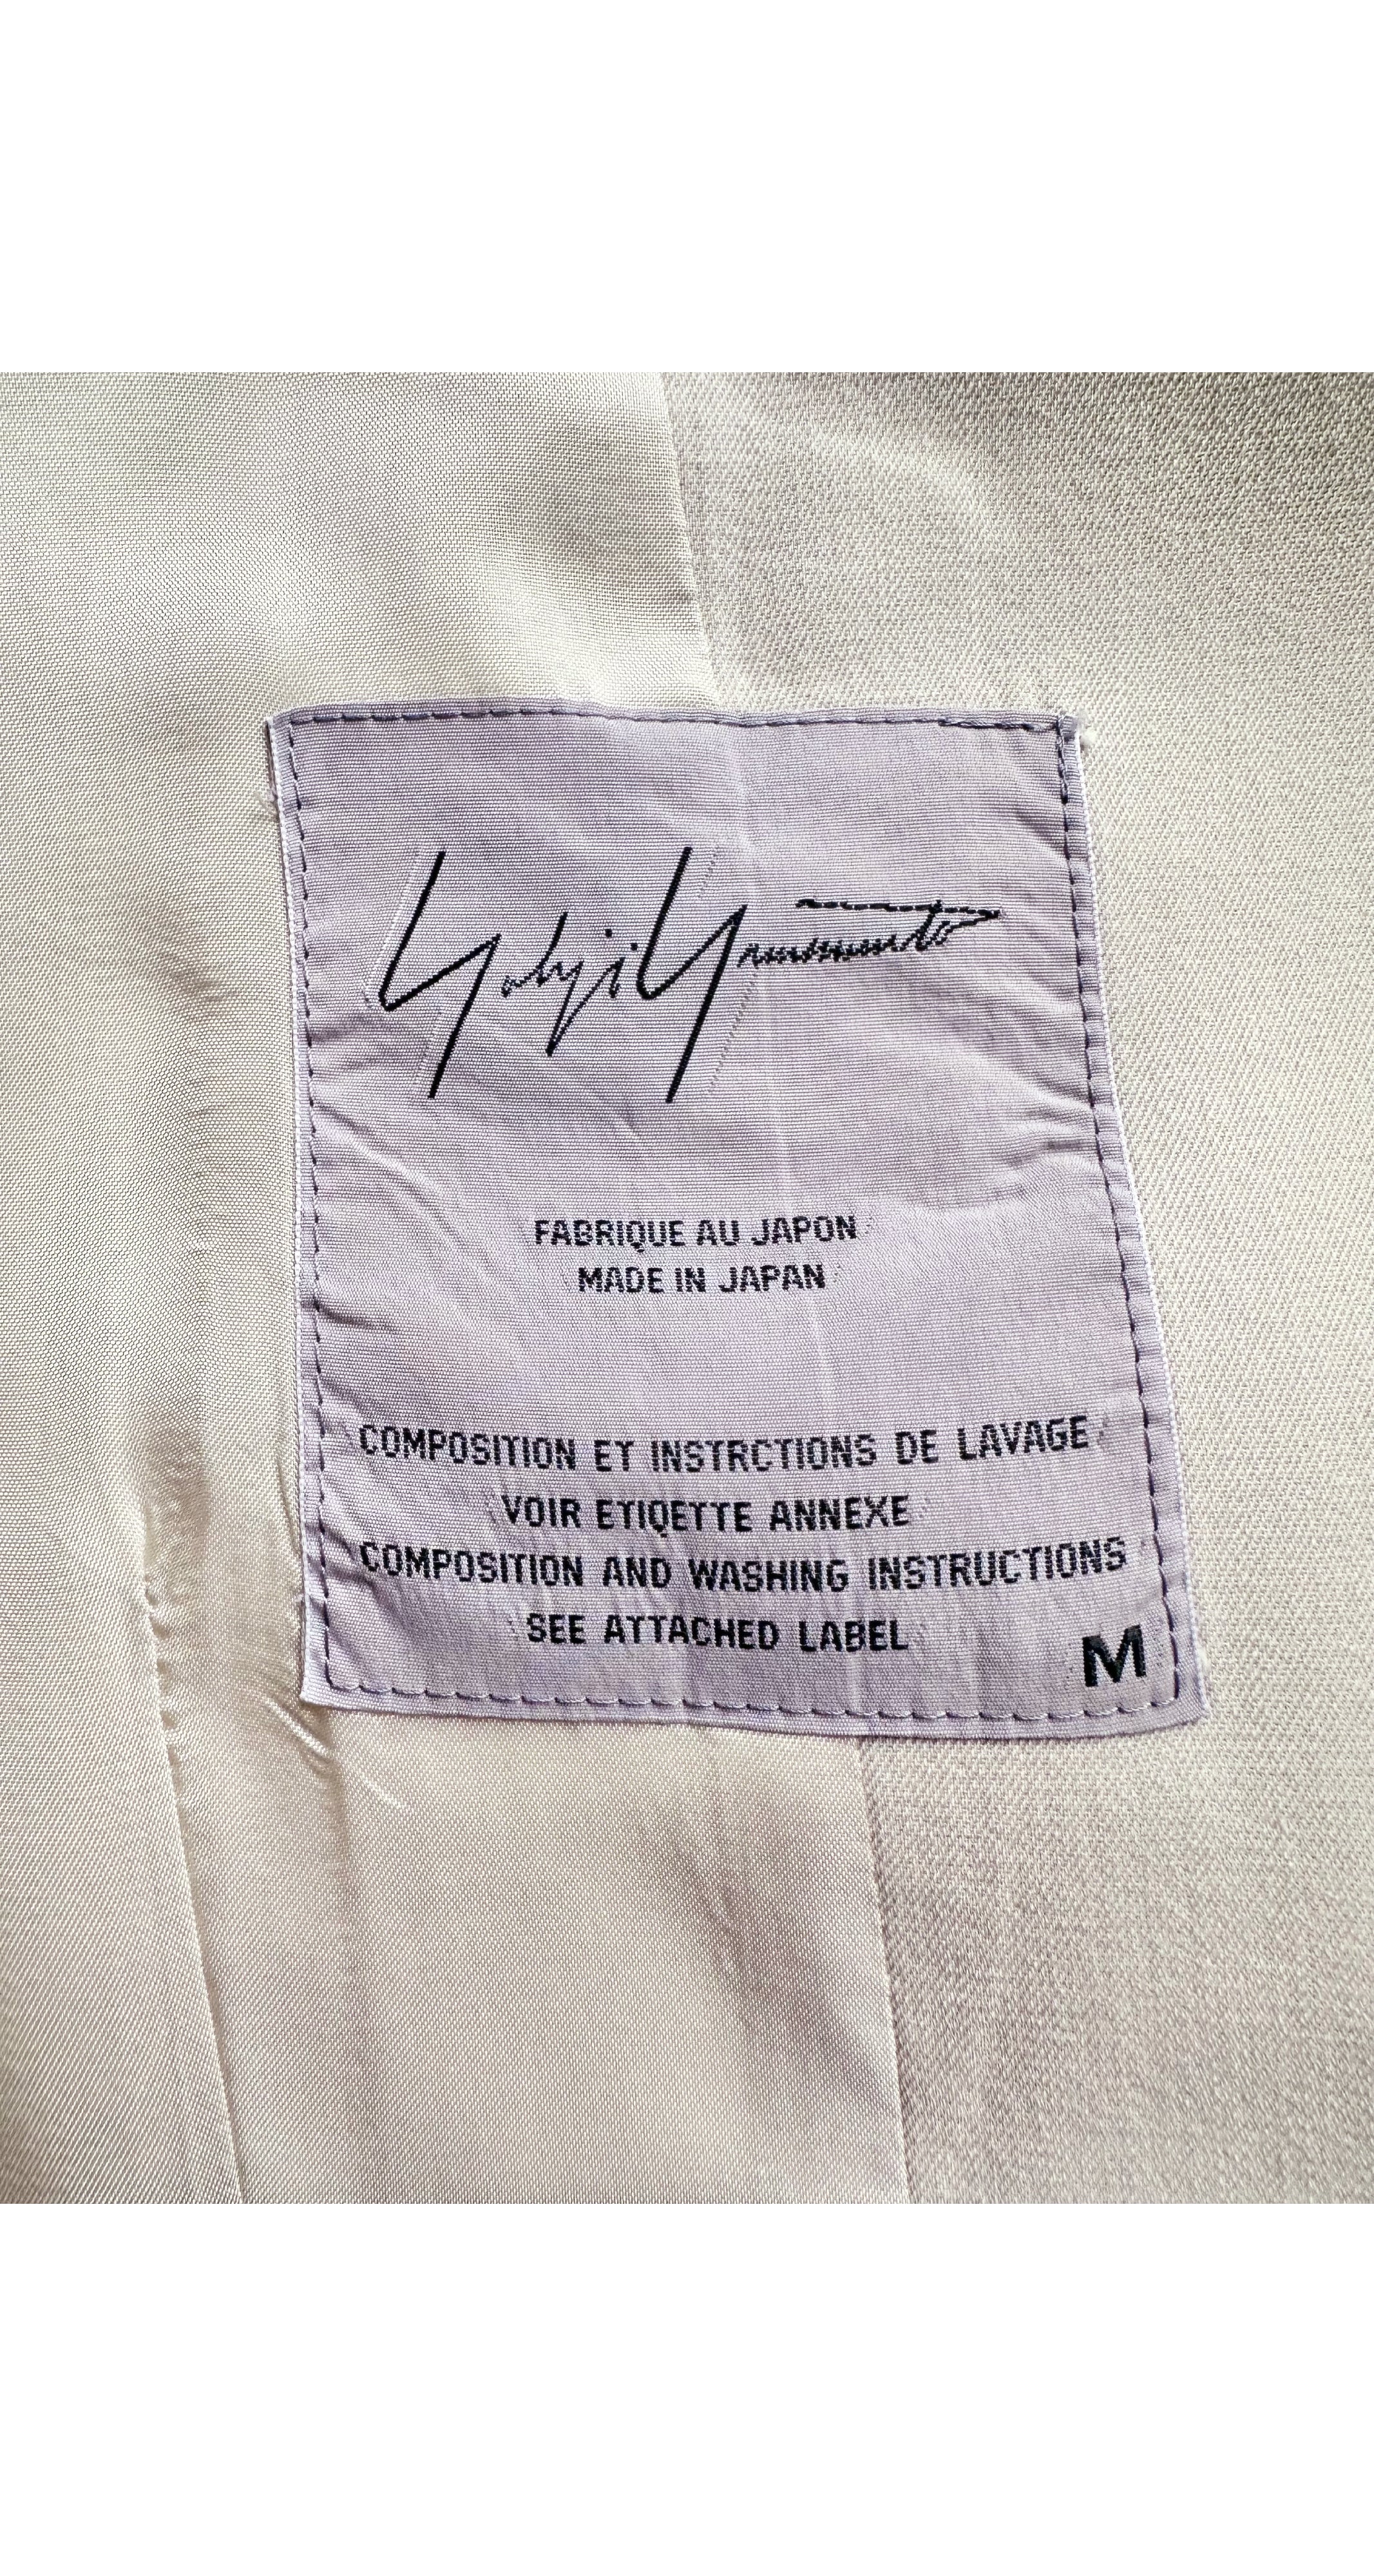 Yohji Yamamoto
FABRIQUE AU JAPON
MADE IN JAPAN
COMPOSITION ET INSTRCTIONS DE LAVAGE
VOIR ETIQETTE ANNEXE
COMPOSITION AND WASHING INSTRUCTIONS
SEE ATTACHED LABEL
M